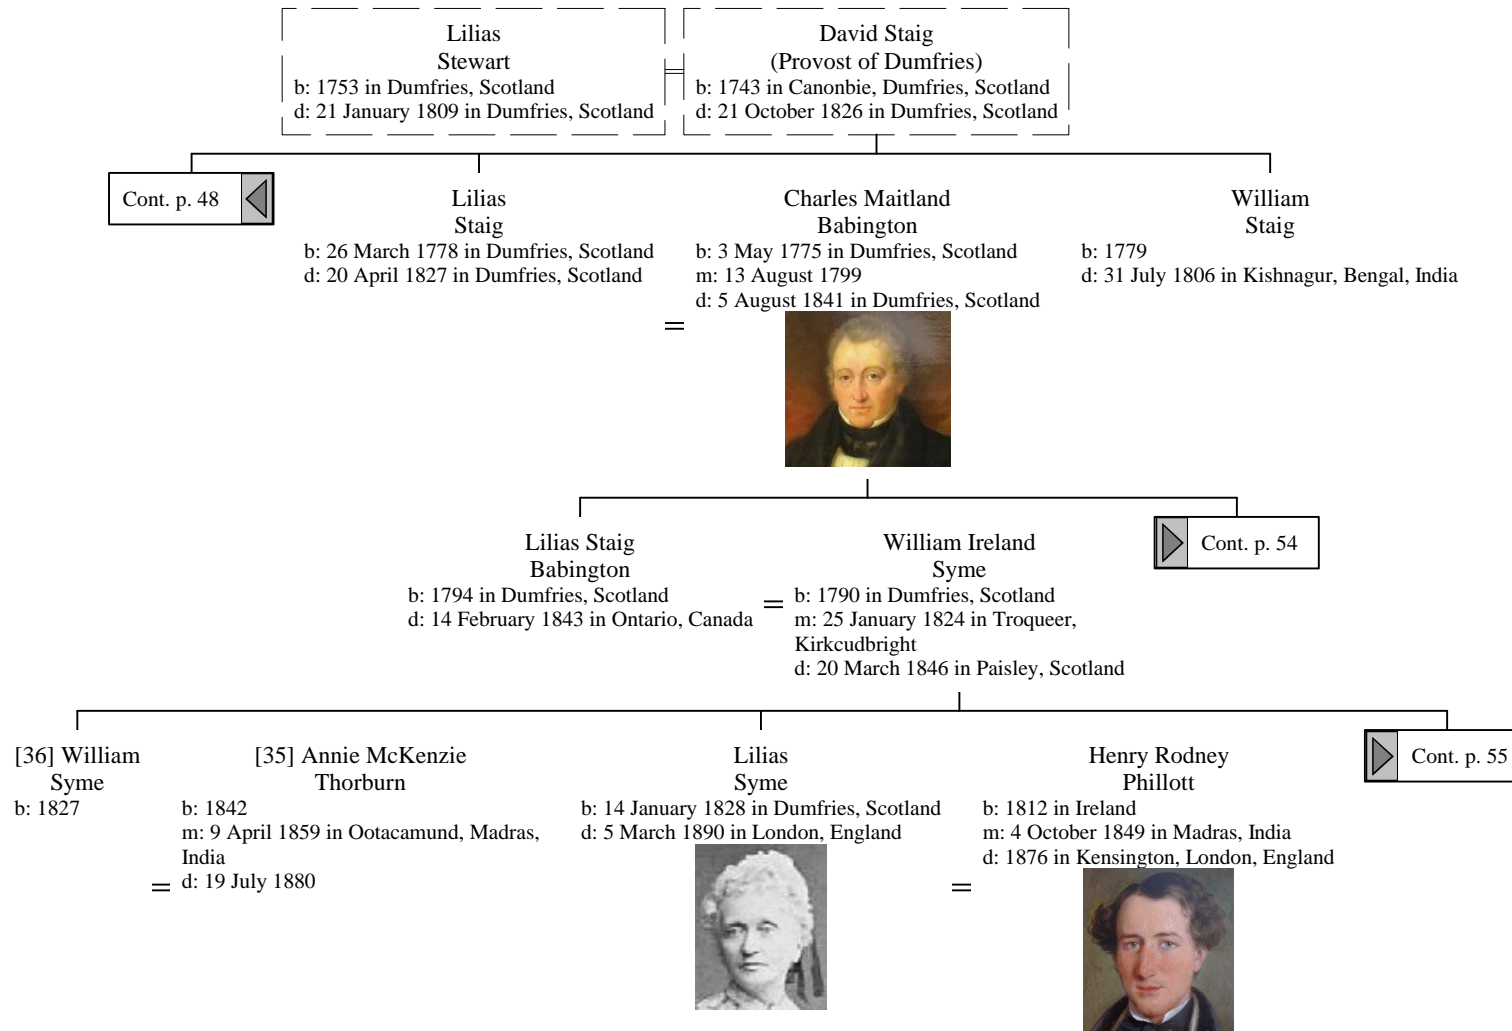 Lilias
Stewart
b: 1753 in Dumfries, Scotland
d: 21 January 1809 in Dumfries, Scotland
=
David Staig
(Provost of Dumfries)
b: 1743 in Canonbie, Dumfries, Scotland
d: 21 October 1826 in Dumfries, Scotland
Cont. p. 48
Lilias
Staig
b: 26 March 1778 in Dumfries, Scotland
d: 20 April 1827 in Dumfries, Scotland
=
Charles Maitland
Babington
b: 3 May 1775 in Dumfries, Scotland
m: 13 August 1799
d: 5 August 1841 in Dumfries, Scotland
William
Staig
b: 1779
d: 31 July 1806 in Kishnagur, Bengal, India
Lilias Staig
Babington
b: 1794 in Dumfries, Scotland
d: 14 February 1843 in Ontario, Canada
=
William Ireland
Syme
b: 1790 in Dumfries, Scotland
m: 25 January 1824 in Troqueer,
Kirkcudbright
d: 20 March 1846 in Paisley, Scotland
Cont. p. 54
[36] William
Syme
b: 1827
=
[35] Annie McKenzie
Thorburn
b: 1842
m: 9 April 1859 in Ootacamund, Madras,
India
d: 19 July 1880
Lilias
Syme
b: 14 January 1828 in Dumfries, Scotland
d: 5 March 1890 in London, England
=
Henry Rodney
Phillott
b: 1812 in Ireland
m: 4 October 1849 in Madras, India
d: 1876 in Kensington, London, England
Cont. p. 55